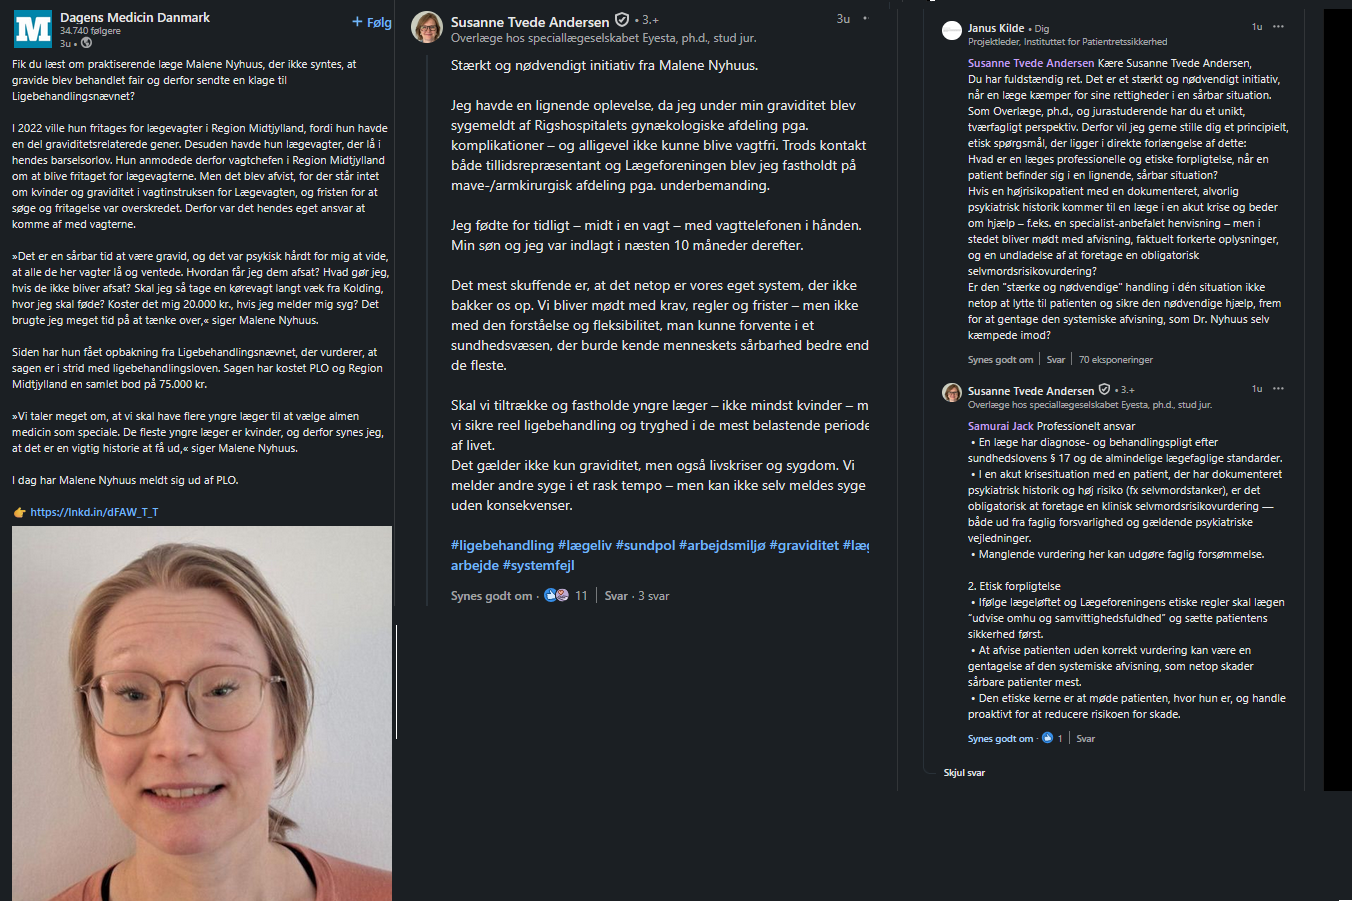 M
Dagens Medicin Danmark
34.740 følgere
3u •
+ Følg
Fik du læst om praktiserende læge Malene Nyhuus, der ikke syntes, at
gravide blev behandlet fair og derfor sendte en klage til
Ligebehandlingsnævnet?
I 2022 ville hun fritages for lægevagter i Region Midtjylland, fordi hun havde
en del graviditetsrelaterede gener. Desuden havde hun lægevagter, der lå i
hendes barselsorlov. Hun anmodede derfor vagtchefen i Region Midtjylland
om at blive fritaget for lægevagterne. Men det blev afvist, for der står intet
om kvinder og graviditet i vagtinstruksen for Lægevagten, og fristen for at
søge og fritagelse var overskredet. Derfor var det hendes eget ansvar at
komme af med vagterne.
»Det er en sårbar tid at være gravid, og det var psykisk hårdt for mig at vide,
at alle de her vagter lå og ventede. Hvordan får jeg dem afsat? Hvad gør jeg,
hvis de ikke bliver afsat? Skal jeg så tage en kørevagt langt væk fra Kolding,
hvor jeg skal føde? Koster det mig 20.000 kr., hvis jeg melder mig syg? Det
brugte jeg meget tid på at tænke over,« siger Malene Nyhuus.
Siden har hun fået opbakning fra Ligebehandlingsnævnet, der vurderer, at
sagen er i strid med ligebehandlingsloven. Sagen har kostet PLO og Region
Midtjylland en samlet bod på 75.000 kr.
»Vi taler meget om, at vi skal have flere yngre læger til at vælge almen
medicin som speciale. De fleste yngre læger er kvinder, og derfor synes jeg,
at det er en vigtig historie at få ud,« siger Malene Nyhuus.
I dag har Malene Nyhuus meldt sig ud af PLO.
👉 https://lnkd.in/dFAW_T_T
Susanne Tvede Andersen • 3.+
3u
Overlæge hos speciallægeselskabet Eyesta, ph.d., stud jur.
Stærkt og nødvendigt initiativ fra Malene Nyhuus.
Jeg havde en lignende oplevelse, da jeg under min graviditet blev
sygemeldt af Rigshospitalets gynækologiske afdeling pga.
komplikationer – og alligevel ikke kunne blive vagtfri. Trods kontakt
både tillidsrepræsentant og Lægeforeningen blev jeg fastholdt på
mave-/armkirurgisk afdeling pga. underbemanding.
Jeg fødte for tidligt – midt i en vagt – med vagttelefonen i hånden.
Min søn og jeg var indlagt i næsten 10 måneder derefter.
Det mest skuffende er, at det netop er vores eget system, der ikke
bakker os op. Vi bliver mødt med krav, regler og frister – men ikke
med den forståelse og fleksibilitet, man kunne forvente i et
sundhedsvæsen, der burde kende menneskets sårbarhed bedre end
de fleste.
Skal vi tiltrække og fastholde yngre læger – ikke mindst kvinder – m
vi sikre reel ligebehandling og tryghed i de mest belastende periode
af livet.
Det gælder ikke kun graviditet, men også livskriser og sygdom. Vi
melder andre syge i et rask tempo – men kan ikke selv meldes syge
uden konsekvenser.
#ligebehandling #lægeliv #sundpol #arbejdsmiljø #graviditet #læg
arbejde #systemfejl
Synes godt om • 11 | Svar • 3 svar
Janus Kilde • Dig
1u
Projektleder, Instituttet for Patientretssikkerhed
Susanne Tvede Andersen Kære Susanne Tvede Andersen,
Du har fuldstændig ret. Det er et stærkt og nødvendigt initiativ,
når en læge kæmper for sine rettigheder i en sårbar situation.
Som Overlæge, ph.d., og jurastuderende har du et unikt,
tværfagligt perspektiv. Derfor vil jeg gerne stille dig et principielt,
etisk spørgsmål, der ligger i direkte forlængelse af dette:
Hvad er en læges professionelle og etiske forpligtelse, når en
patient befinder sig i en lignende, sårbar situation?
Hvis en højrisikopatient med en dokumenteret, alvorlig
psykiatrisk historik kommer til en læge i en akut krise og beder
om hjælp – f.eks. en specialist-anbefalet henvisning – men i
stedet bliver mødt med afvisning, faktuelt forkerte oplysninger,
og en undladelse af at foretage en obligatorisk
selvmordsrisikovurdering?
Er den "stærke og nødvendige" handling i dén situation ikke
netop at lytte til patienten og sikre den nødvendige hjælp, frem
for at gentage den systemiske afvisning, som Dr. Nyhuus selv
kæmpede imod?
Synes godt om | Svar | 70 eksponeringer
Susanne Tvede Andersen • 3.+
1u
Overlæge hos speciallægeselskabet Eyesta, ph.d., stud jur.
Samurai Jack Professionelt ansvar
• En læge har diagnose- og behandlingspligt efter
sundhedslovens § 17 og de almindelige lægefaglige standarder.
• I en akut krisesituation med en patient, der har dokumenteret
psykiatrisk historik og høj risiko (fx selvmordstanker), er det
obligatorisk at foretage en klinisk selvmordsrisikovurdering —
både ud fra faglig forsvarlighed og gældende psykiatriske
vejledninger.
• Manglende vurdering her kan udgøre faglig forsømmelse.
2. Etisk forpligtelse
• Ifølge lægeløftet og Lægeforeningens etiske regler skal lægen
"udvise omhu og samvittighedsfuldhed" og sætte patientens
sikkerhed først.
• At afvise patienten uden korrekt vurdering kan være en
gentagelse af den systemiske afvisning, som netop skader
sårbare patienter mest.
• Den etiske kerne er at møde patienten, hvor hun er, og handle
proaktivt for at reducere risikoen for skade.
Synes godt om • 1 | Svar
Skjul svar